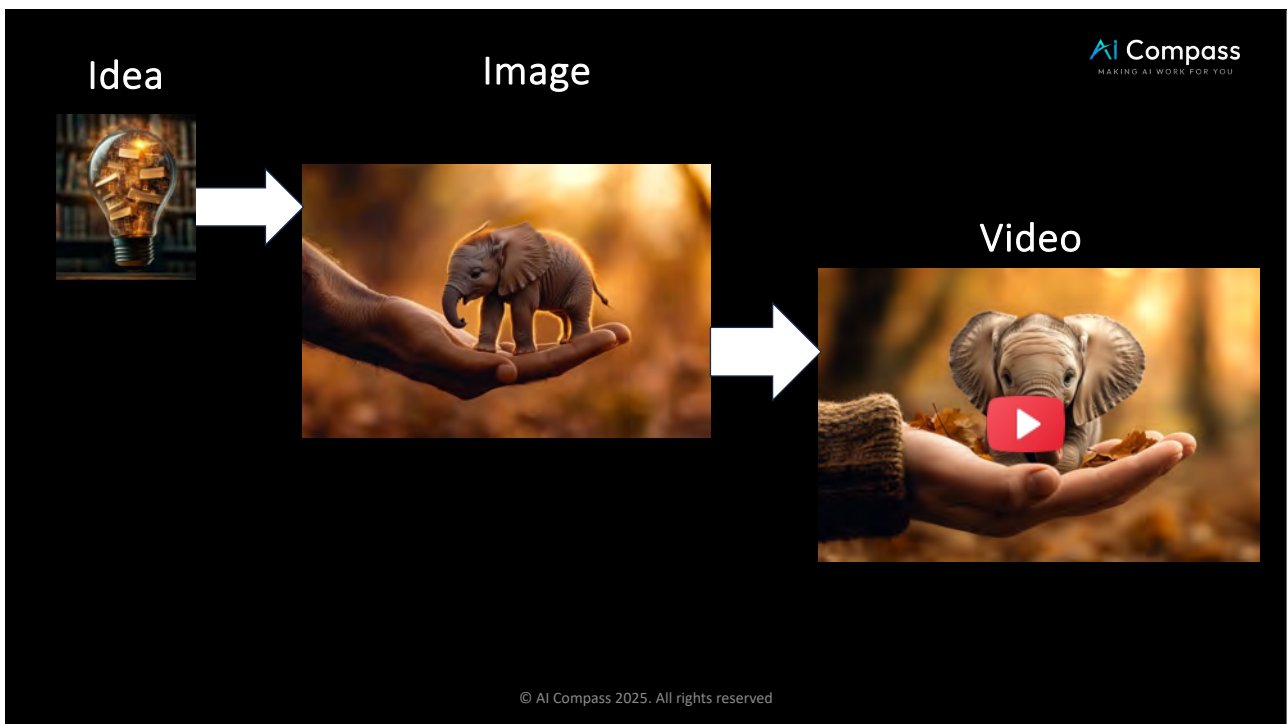 Idea
Image
Ai Compass
MAKING AI WORK FOR YOU
Video
© AI Compass 2025. All rights reserved